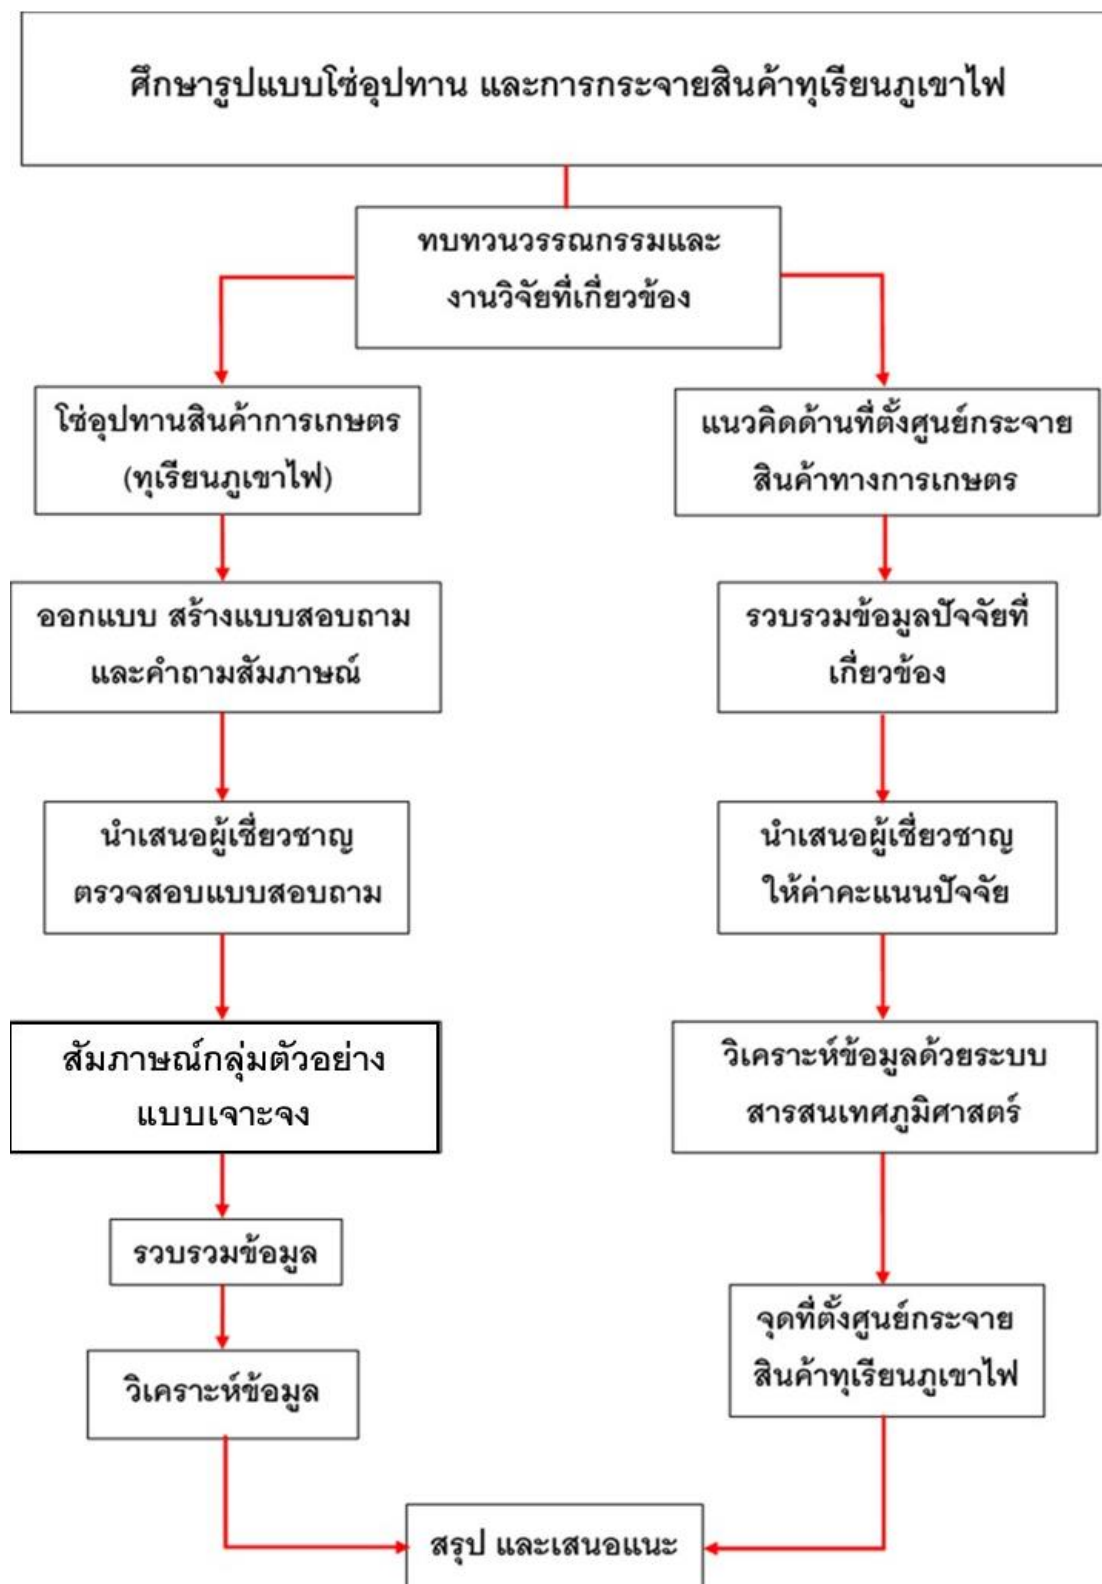 ศึกษารูปแบบโซ่อุปทาน และการกระจายสินค้าทุเรียนภูเขาไฟ
ทบทวนวรรณกรรมและ
งานวิจัยที่เกี่ยวข้อง
โซ่อุปทานสินค้าการเกษตร
(ทุเรียนภูเขาไฟ)
ออกแบบ สร้างแบบสอบถาม
และคำถามสัมภาษณ์
นำเสนอผู้เชี่ยวชาญ
ตรวจสอบแบบสอบถาม
สัมภาษณ์กลุ่มตัวอย่าง
แบบเจาะจง
รวบรวมข้อมูล
วิเคราะห์ข้อมูล
แนวคิดด้านที่ตั้งศูนย์กระจาย
สินค้าทางการเกษตร
รวบรวมข้อมูลปัจจัยที่
เกี่ยวข้อง
นำเสนอผู้เชี่ยวชาญ
ให้ค่าคะแนนปัจจัย
วิเคราะห์ข้อมูลด้วยระบบ
สารสนเทศภูมิศาสตร์
จุดที่ตั้งศูนย์กระจาย
สินค้าทุเรียนภูเขาไฟ
สรุป และเสนอแนะ